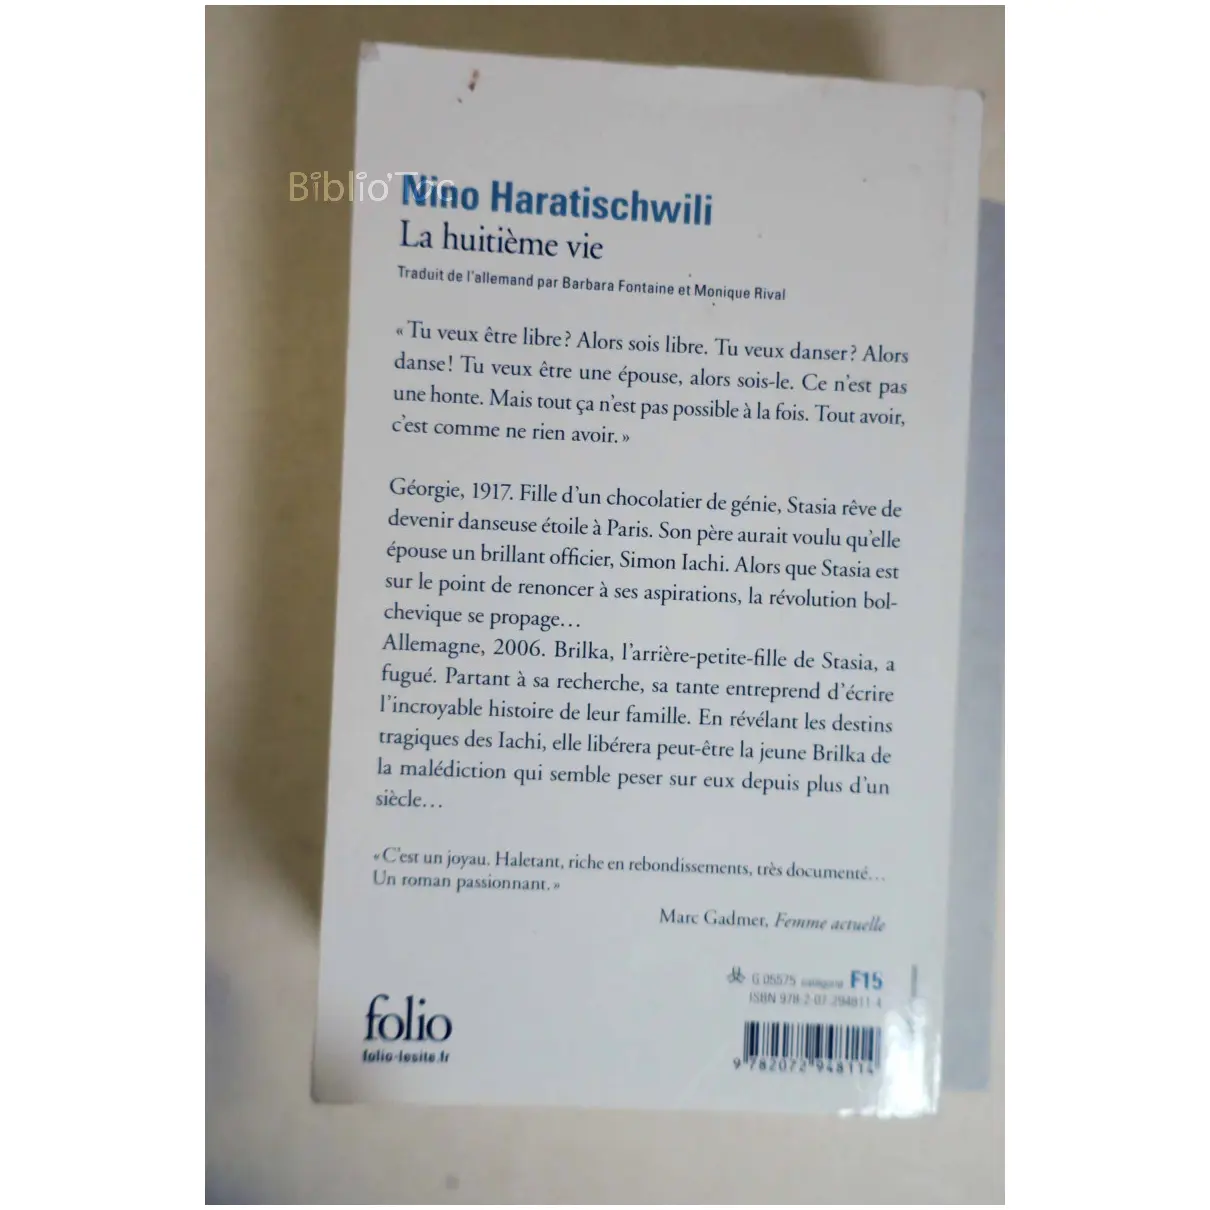 Biblio'Toc
Nino Haratischwili
La huitième vie
Traduit de l'allemand par Barbara Fontaine et Monique Rival
« Tu veux être libre ? Alors sois libre. Tu veux danser ? Alors
danse ! Tu veux être une épouse, alors sois-le. Ce n'est pas
une honte. Mais tout ça n'est pas possible à la fois. Tout avoir,
c'est comme ne rien avoir. »
Géorgie, 1917. Fille d'un chocolatier de génie, Stasia rêve de
devenir danseuse étoile à Paris. Son père aurait voulu qu'elle
épouse un brillant officier, Simon Iachi. Alors que Stasia est
sur le point de renoncer à ses aspirations, la révolution bol-
chevique se propage...
Allemagne, 2006. Brilka, l'arrière-petite-fille de Stasia, a
fugué. Partant à sa recherche, sa tante entreprend d'écrire
l'incroyable histoire de leur famille. En révélant les destins
tragiques des Iachi, elle libérera peut-être la jeune Brilka de
la malédiction qui semble peser sur eux depuis plus d'un
siècle...
« C'est un joyau. Haletant, riche en rebondissements, très documenté...
Un roman passionnant. »
Marc Gadmer, Femme actuelle
G 05575 catégorie F15
ISBN 978-2-07-294811-4
folio
folio-lesite.fr
9 782072 948114